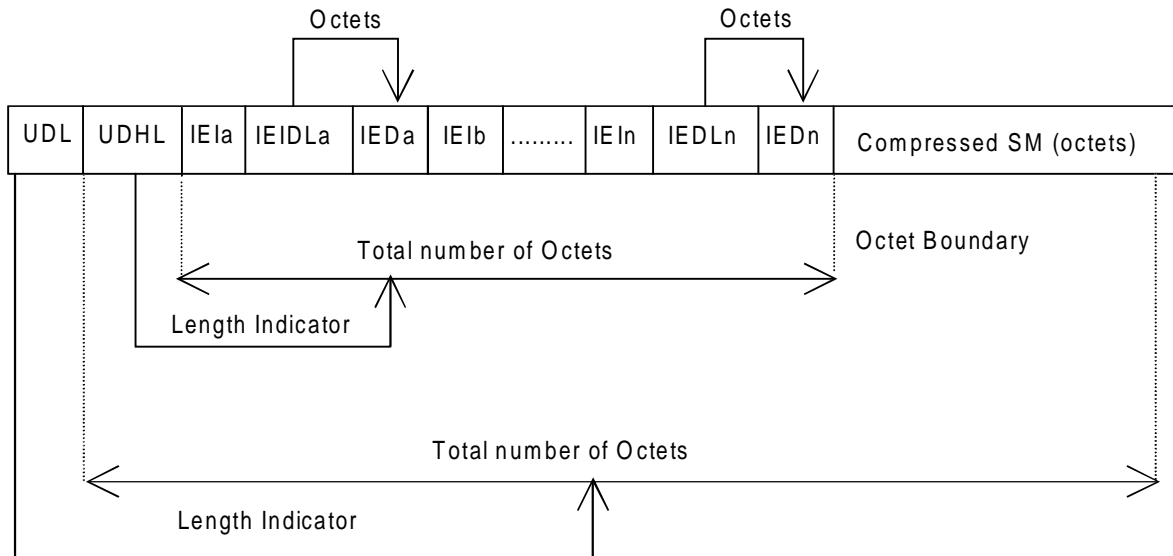 Octets Octets
UDL UDHL IEIa IEIDLa IEDa IEIb ......... IEIn IEDLn IEDn Compressed SM (octets)
Total number of Octets Octet Boundary
Length Indicator
Total number of Octets
Length Indicator